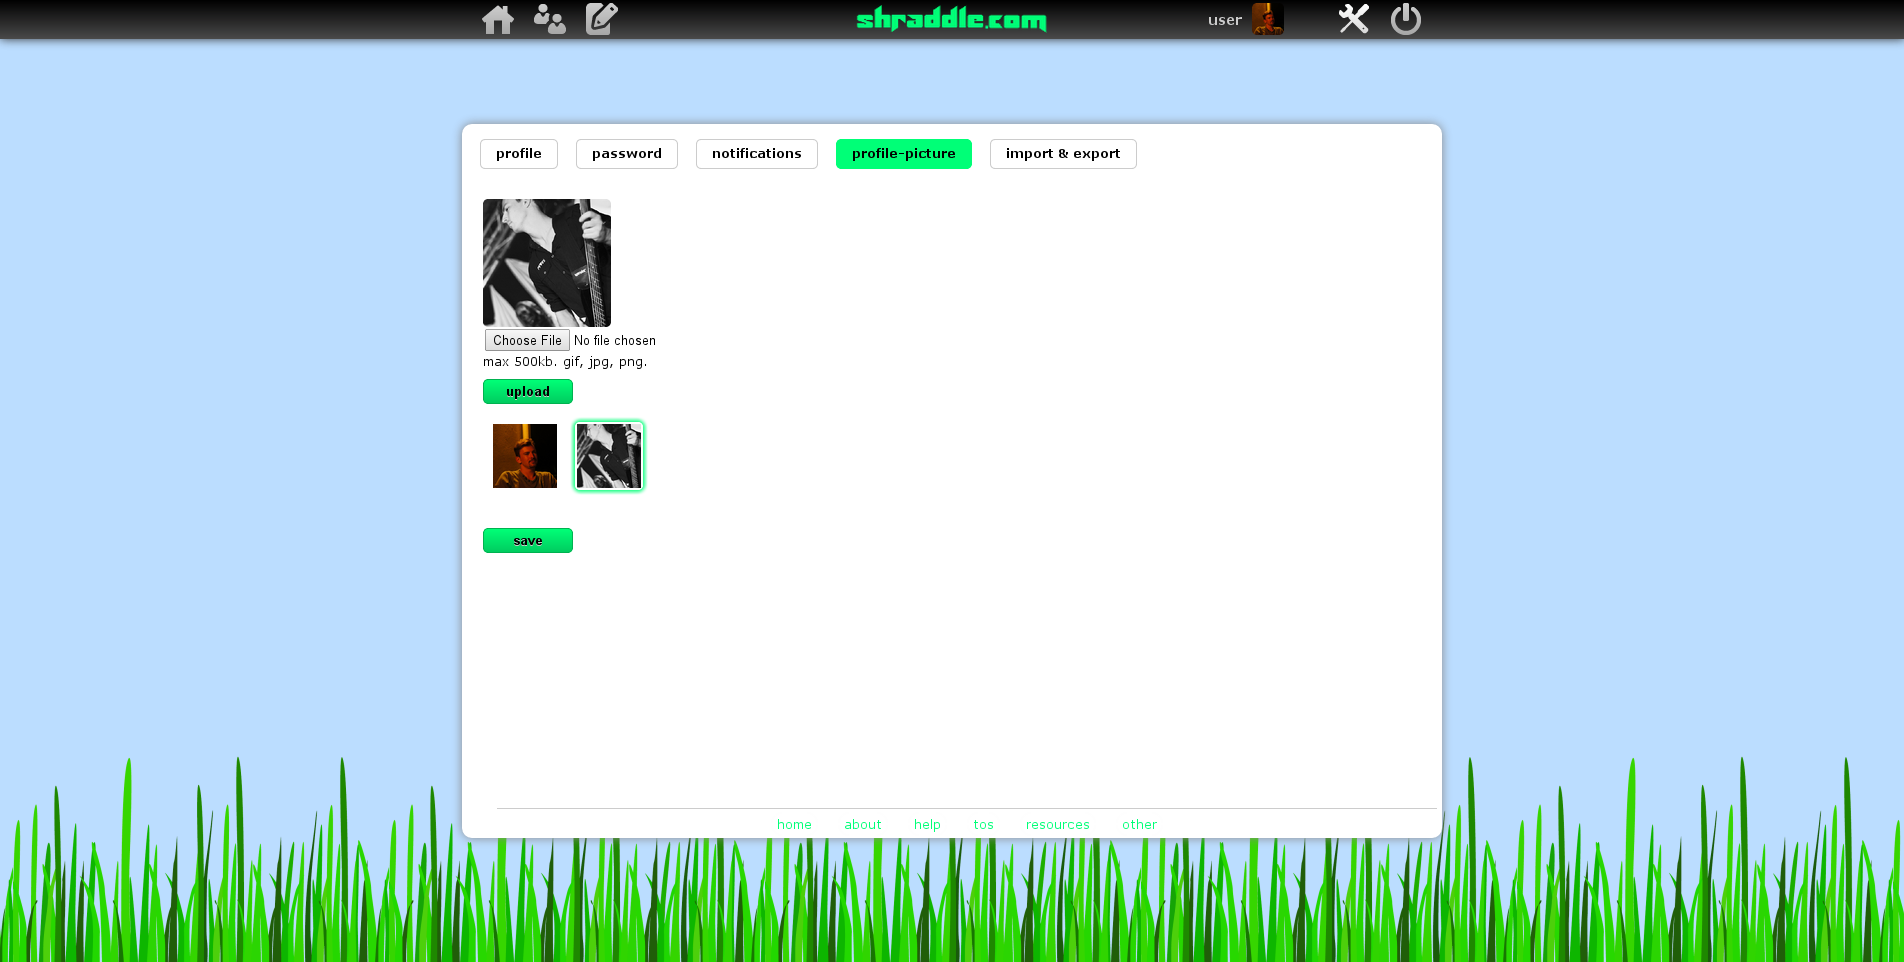 shraddle.com
user
profile
password
notifications
profile-picture
import & export
Choose File No file chosen
max 500kb. gif, jpg, png.
upload
save
home about help tos resources other